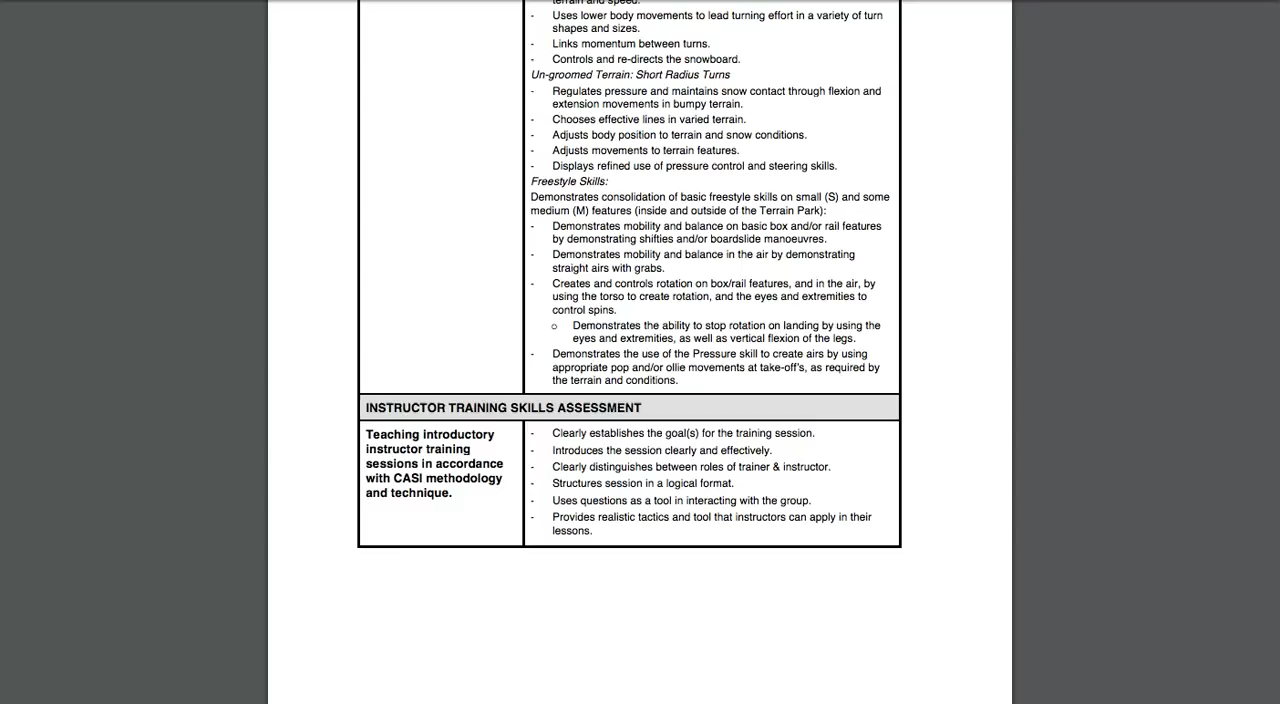 terrain and speed.
- Uses lower body movements to lead turning effort in a variety of turn
shapes and sizes.
- Links momentum between turns.
- Controls and re-directs the snowboard.
Un-groomed Terrain: Short Radius Turns
- Regulates pressure and maintains snow contact through flexion and
extension movements in bumpy terrain.
- Chooses effective lines in varied terrain.
- Adjusts body position to terrain and snow conditions.
- Adjusts movements to terrain features.
- Displays refined use of pressure control and steering skills.
Freestyle Skills:
Demonstrates consolidation of basic freestyle skills on small (S) and some
medium (M) features (inside and outside of the Terrain Park):
- Demonstrates mobility and balance on basic box and/or rail features
by demonstrating shifties and/or boardslide manoeuvres.
- Demonstrates mobility and balance in the air by demonstrating
straight airs with grabs.
- Creates and controls rotation on box/rail features, and in the air, by
using the torso to create rotation, and the eyes and extremities to
control spins.
o Demonstrates the ability to stop rotation on landing by using the
eyes and extremities, as well as vertical flexion of the legs.
- Demonstrates the use of the Pressure skill to create airs by using
appropriate pop and/or ollie movements at take-off's, as required by
the terrain and conditions.
INSTRUCTOR TRAINING SKILLS ASSESSMENT
Teaching introductory
instructor training
sessions in accordance
with CASI methodology
and technique.
- Clearly establishes the goal(s) for the training session.
- Introduces the session clearly and effectively.
- Clearly distinguishes between roles of trainer & instructor.
- Structures session in a logical format.
- Uses questions as a tool in interacting with the group.
- Provides realistic tactics and tool that instructors can apply in their
lessons.